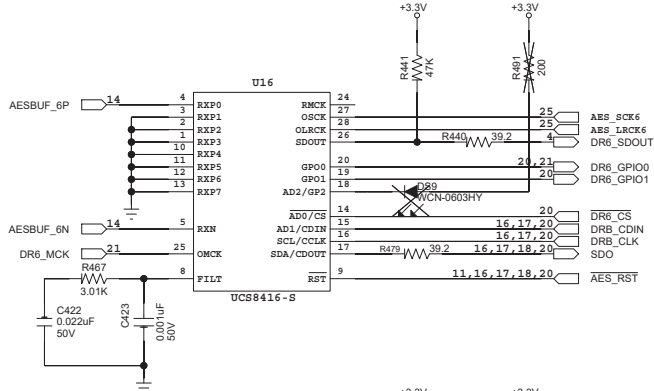 +3.3V +3.3V
R441
47K
R491
200
U16
AESBUF_6P 14 4 RXP0 RMCK 24
3 RXP1 OSCK 27 25 AES_SCK6
2 RXP2 OLRCK 28 25 AES_LRCK6
1 RXP3 SDOUT 26 R440 39.2 4 DR6_SDOUT
10 RXP4
11 RXP5 GPO0 20 20,21 DR6_GPIO0
12 RXP6 GPO1 19 20 DR6_GPIO1
13 RXP7 AD2/GP2 18 DS9
WCN-0603HY
AD0/CS 14 20 DR6_CS
AESBUF_6N 14 5 RXN AD1/CDIN 15 16,17,20 DRB_CDIN
SCL/CCLK 16 16,17,20 DRB_CLK
DR6_MCK 21 25 OMCK SDA/CDOUT 17 R479 39.2 16,17,18,20 SDO
R467
3.01K
8 FILT RST 9 11,16,17,18,20 AES_RST
UCS8416-S
C422
0.022uF
50V
C423
0.001uF
50V
+3.3V +3.3V